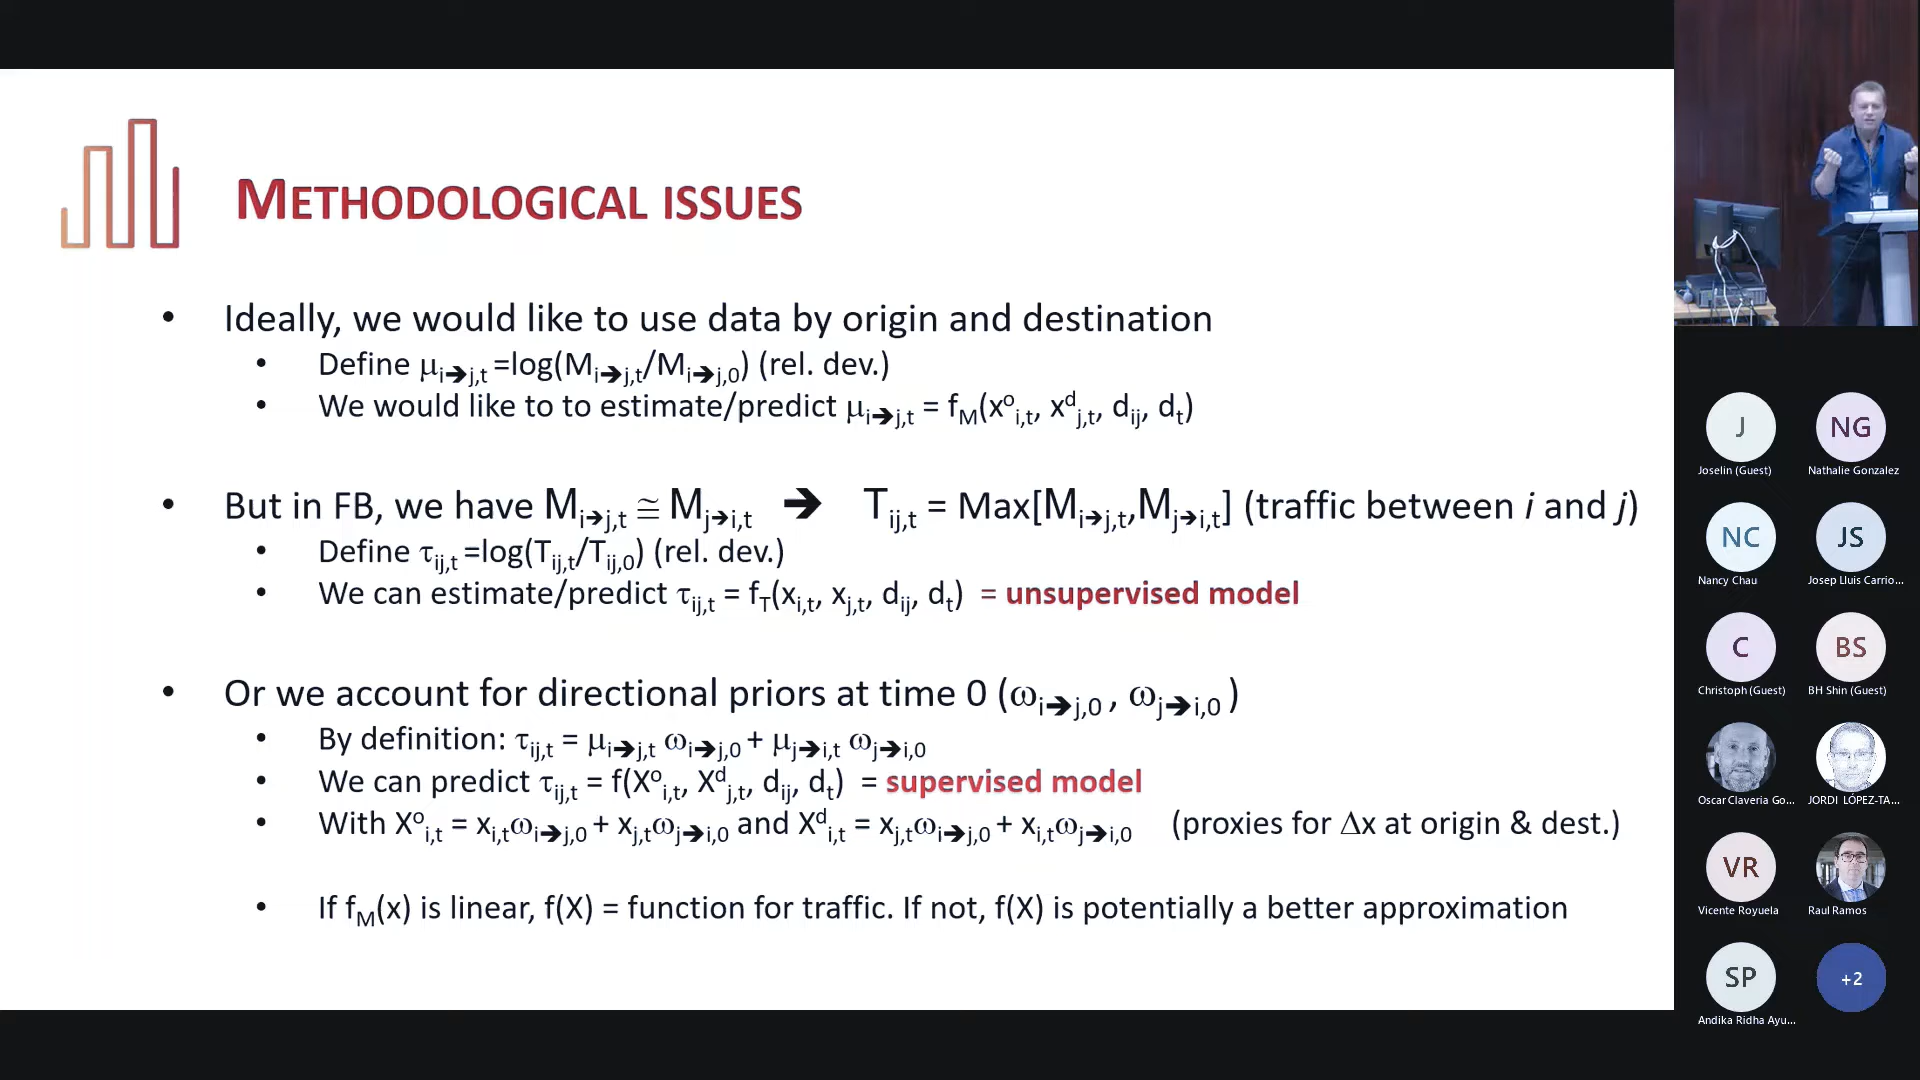 METHODOLOGICAL ISSUES
• Ideally, we would like to use data by origin and destination
• Define μi➔j,t =log(Mi➔j,t/Mi➔j,0) (rel. dev.)
• We would like to to estimate/predict μi➔j,t = fM(xᵒi,t, xᵈj,t, dij, dt)
• But in FB, we have Mi➔j,t ≅ Mj➔i,t ➔ Tij,t = Max[Mi➔j,t,Mj➔i,t] (traffic between i and j)
• Define τij,t =log(Tij,t/Tij,0) (rel. dev.)
• We can estimate/predict τij,t = fT(xi,t, xj,t, dij, dt) = unsupervised model
• Or we account for directional priors at time 0 (ωi➔j,0 , ωj➔i,0 )
• By definition: τij,t = μi➔j,t ωi➔j,0 + μj➔i,t ωj➔i,0
• We can predict τij,t = f(Xᵒi,t, Xᵈj,t, dij, dt) = supervised model
• With Xᵒi,t = xi,tωi➔j,0 + xj,tωj➔i,0 and Xᵈi,t = xj,tωi➔j,0 + xi,tωj➔i,0 (proxies for Δx at origin & dest.)
• If fM(x) is linear, f(X) = function for traffic. If not, f(X) is potentially a better approximation
J NG
Joselin (Guest) Nathalie Gonzalez
NC JS
Nancy Chau Josep Lluis Carrio...
C BS
Christoph (Guest) BH Shin (Guest)
Oscar Claveria Go... JORDI LÓPEZ-TA...
VR
Vicente Royuela Raul Ramos
SP +2
Andika Ridha Ayu...